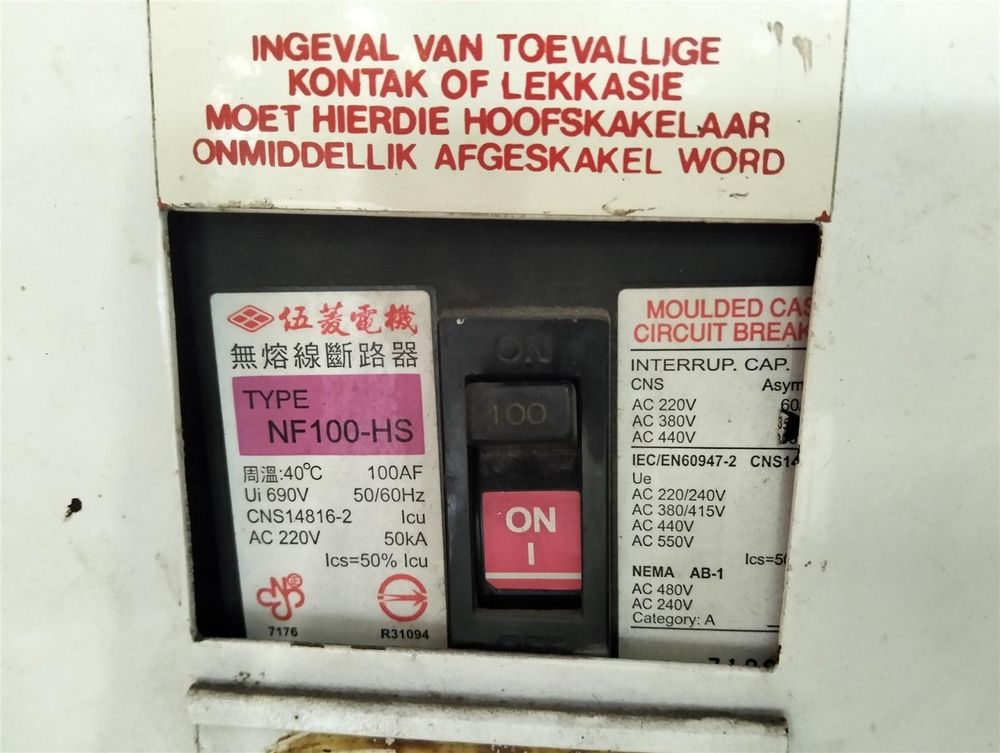 INGEVAL VAN TOEVALLIGE
KONTAK OF LEKKASIE
MOET HIERDIE HOOFSKAKELAAR
ONMIDDELLIK AFGESKAKEL WORD
伍菱電機
無熔線斷路器
TYPE
NF100-HS
周溫:40℃ 100AF
Ui 690V 50/60Hz
CNS14816-2 Icu
AC 220V 50kA
Ics=50% Icu
7176 R31094
ON
100
ON
I
MOULDED CAS
CIRCUIT BREAK
INTERRUP. CAP.
CNS Asym
AC 220V 60
AC 380V
AC 440V
IEC/EN60947-2 CNS14
Ue
AC 220/240V
AC 380/415V
AC 440V
AC 550V
Ics=50
NEMA AB-1
AC 480V
AC 240V
Category: A